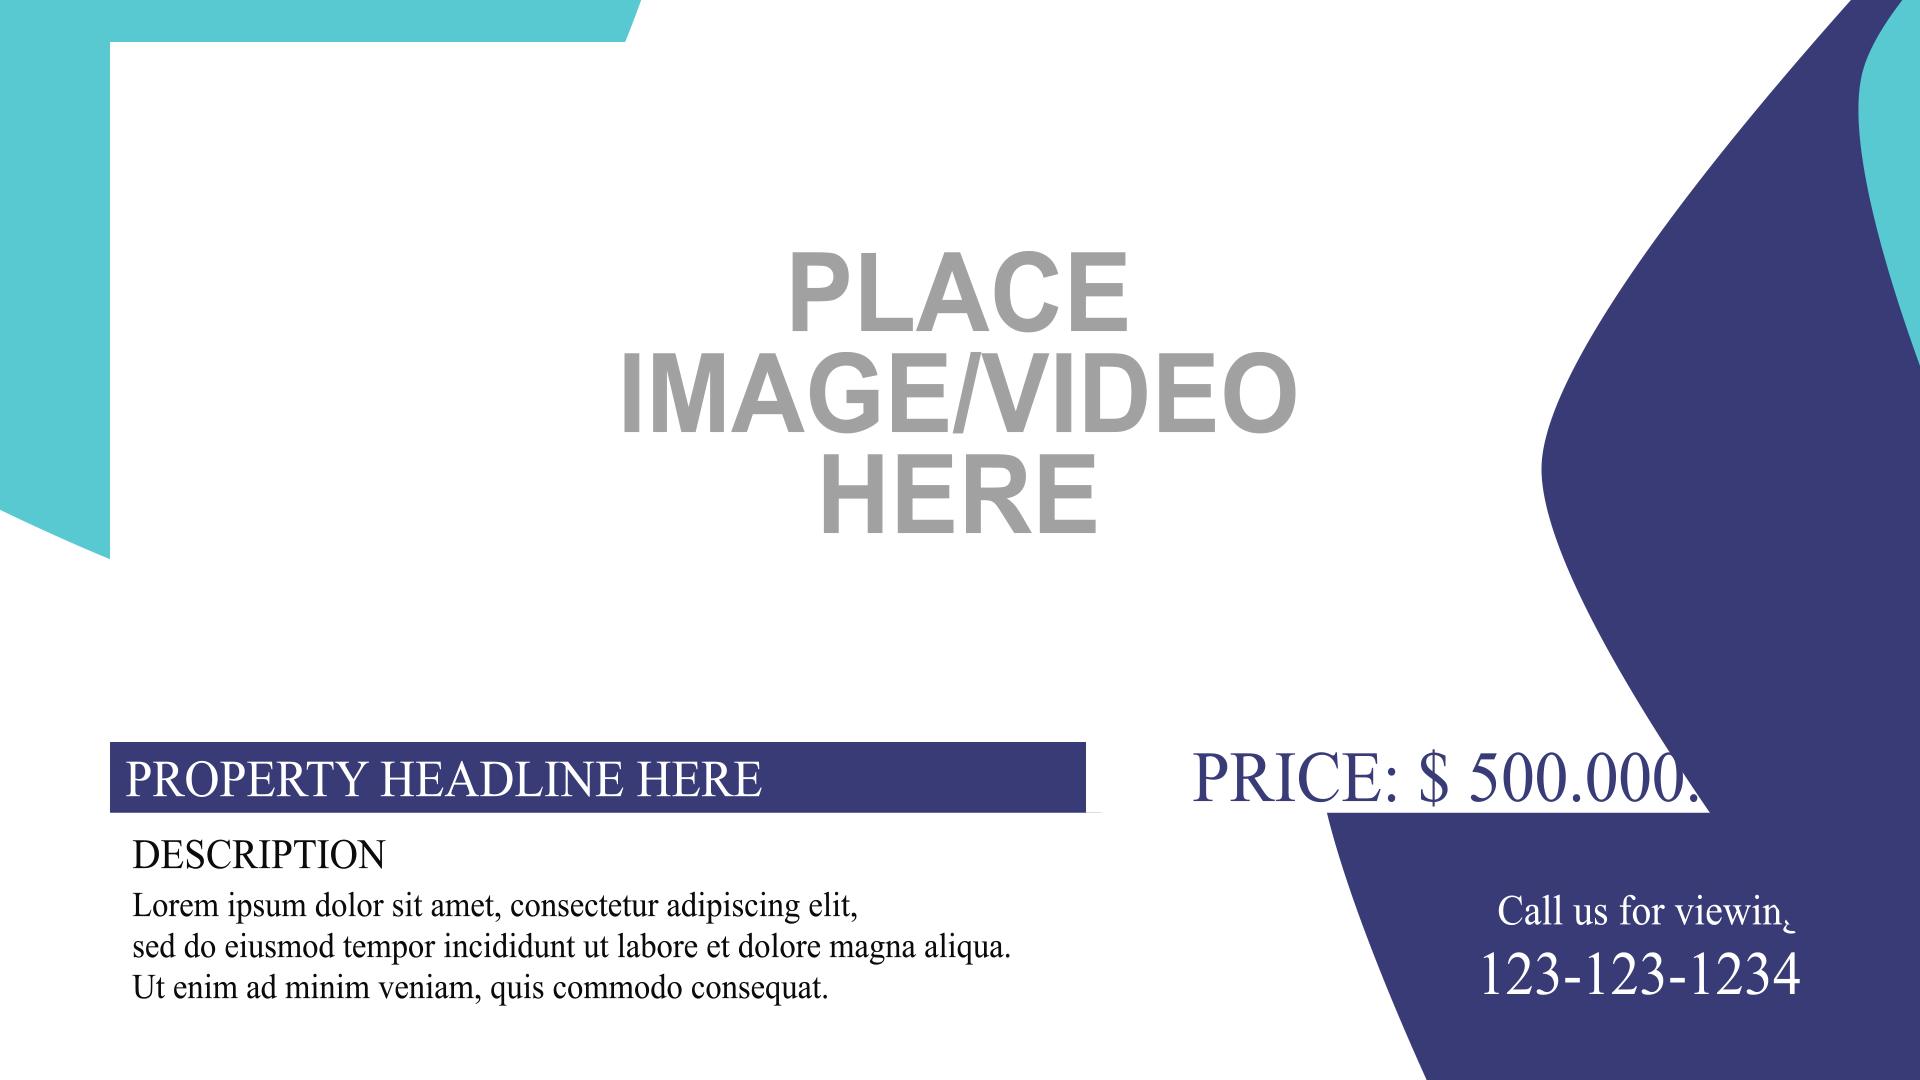 PLACE
IMAGE/VIDEO
HERE
PROPERTY HEADLINE HERE
PRICE: $ 500.000.
DESCRIPTION
Lorem ipsum dolor sit amet, consectetur adipiscing elit,
sed do eiusmod tempor incididunt ut labore et dolore magna aliqua.
Ut enim ad minim veniam, quis commodo consequat.
Call us for viewing
123-123-1234